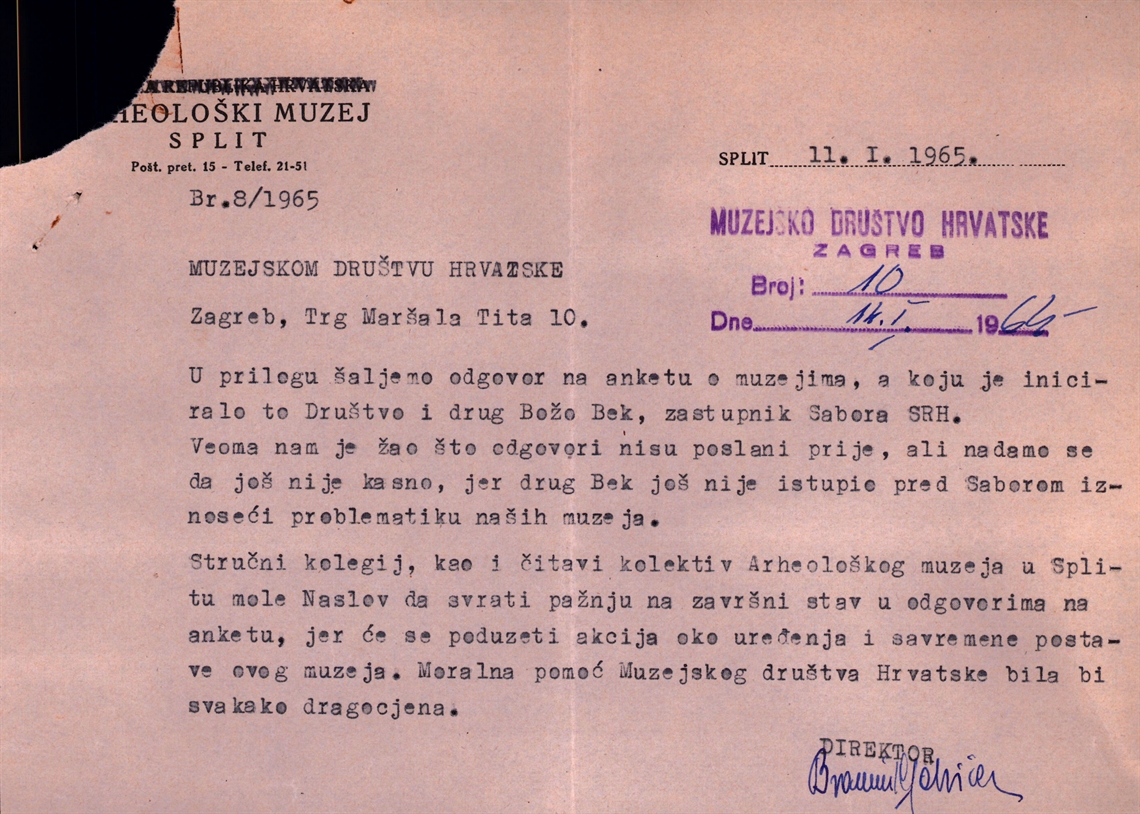 HRVATSKA
HEOLOŠKI MUZEJ
SPLIT
Pošt. pret. 15 - Telef. 21-51
Br.8/1965
SPLIT 11. I. 1965.
MUZEJSKO DRUŠTVO HRVATSKE
ZAGREB
Broj: 10
Dne 14.I. 1965
MUZEJSKOM DRUŠTVU HRVATSKE
Zagreb, Trg Maršala Tita 10.
U prilogu šaljemo odgovor na anketu o muzejima, a koju je inici-
ralo to Društvo i drug Božo Bek, zastupnik Sabora SRH.
Veoma nam je žao što odgovori nisu poslani prije, ali nadamo se
da još nije kasno, jer drug Bek još nije istupio pred Saborom iz-
noseći problematiku naših muzeja.
Stručni kolegij, kao i čitavi kolektiv Arheološkog muzeja u Spli-
tu mole Naslov da svrati pažnju na završni stav u odgovorima na
anketu, jer će se poduzeti akcija oko uređenja i savremene posta-
ve ovog muzeja. Moralna pomoć Muzejskog društva Hrvatske bila bi
svakako dragocjena.
DIREKTOR